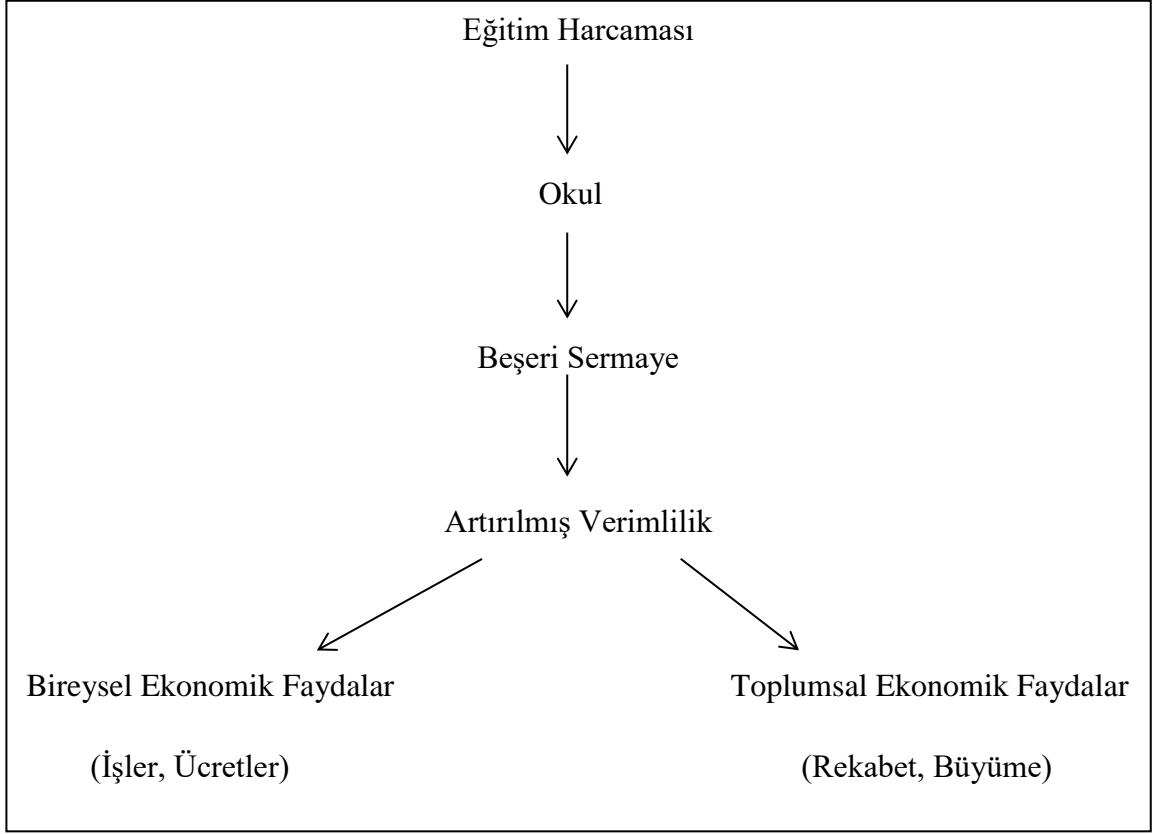 Eğitim Harcaması
Okul
Beşeri Sermaye
Artırılmış Verimlilik
Bireysel Ekonomik Faydalar
(İşler, Ücretler)
Toplumsal Ekonomik Faydalar
(Rekabet, Büyüme)